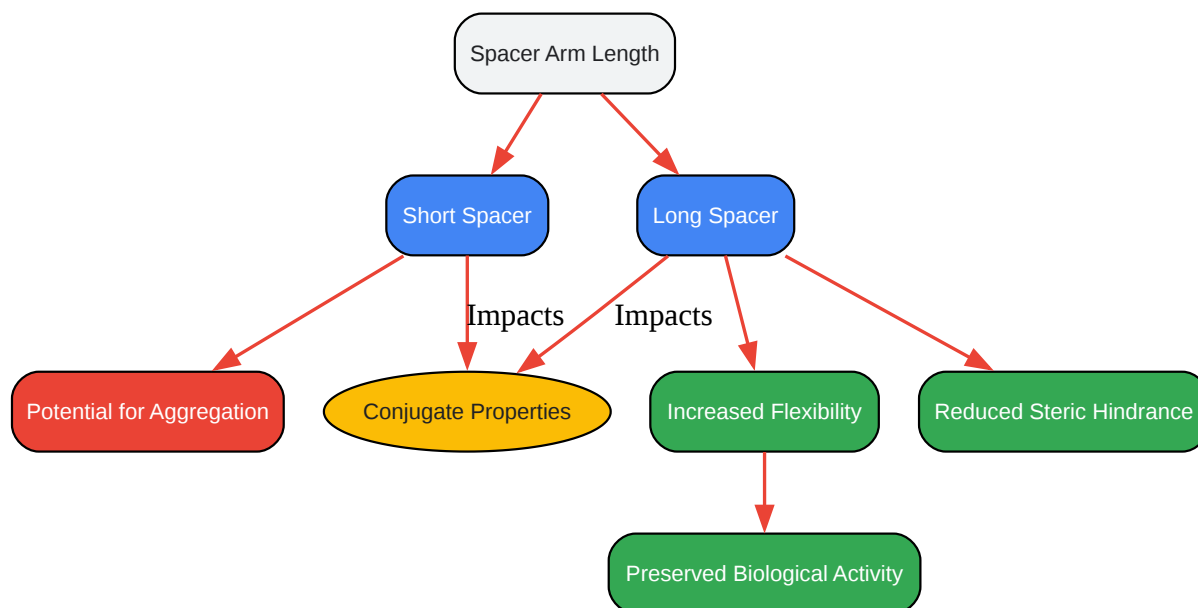 Spacer Arm Length
Short Spacer
Long Spacer
Impacts
Impacts
Potential for Aggregation
Conjugate Properties
Increased Flexibility
Reduced Steric Hindrance
Preserved Biological Activity